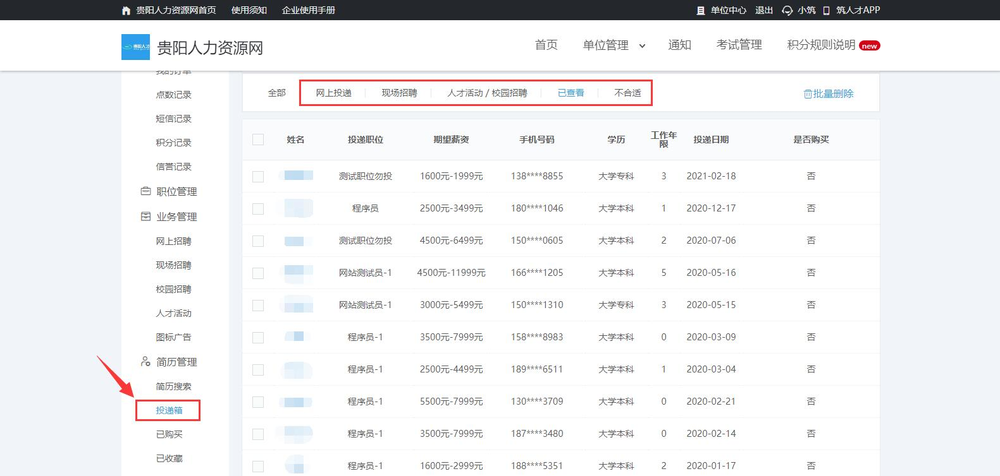 贵阳人力资源网首页 使用须知 企业使用手册 单位中心 退出 小筑 筑人才APP
贵阳人力资源网 首页 单位管理 通知 考试管理 积分规则说明 new
我的订单
点数记录
短信记录
积分记录
信誉记录
职位管理
业务管理
网上招聘
现场招聘
校园招聘
人才活动
图标广告
简历管理
简历搜索
投递箱
已购买
已收藏
全部 网上投递 现场招聘 人才活动 / 校园招聘 已查看 不合适 批量删除
姓名 投递职位 期望薪资 手机号码 学历 工作年限 投递日期 是否购买
测试职位勿投 1600元-1999元 138****8855 大学专科 3 2021-02-18 否
程序员 2500元-3499元 180****1046 大学本科 1 2020-12-17 否
测试职位勿投 4500元-6499元 150****0605 大学本科 2 2020-07-06 否
网站测试员-1 4500元-11999元 166****1205 大学本科 5 2020-05-16 否
网站测试员-1 3000元-5499元 150****1310 大学专科 3 2020-05-15 否
程序员-1 3500元-7999元 158****8983 大学本科 0 2020-03-09 否
程序员-1 2500元-4499元 189****6511 大学本科 1 2020-03-04 否
程序员-1 5500元-7999元 130****3709 大学本科 0 2020-02-21 否
程序员-1 3500元-7999元 187****3480 大学本科 0 2020-02-14 否
程序员-1 1600元-2999元 188****5351 大学本科 2 2020-01-17 否